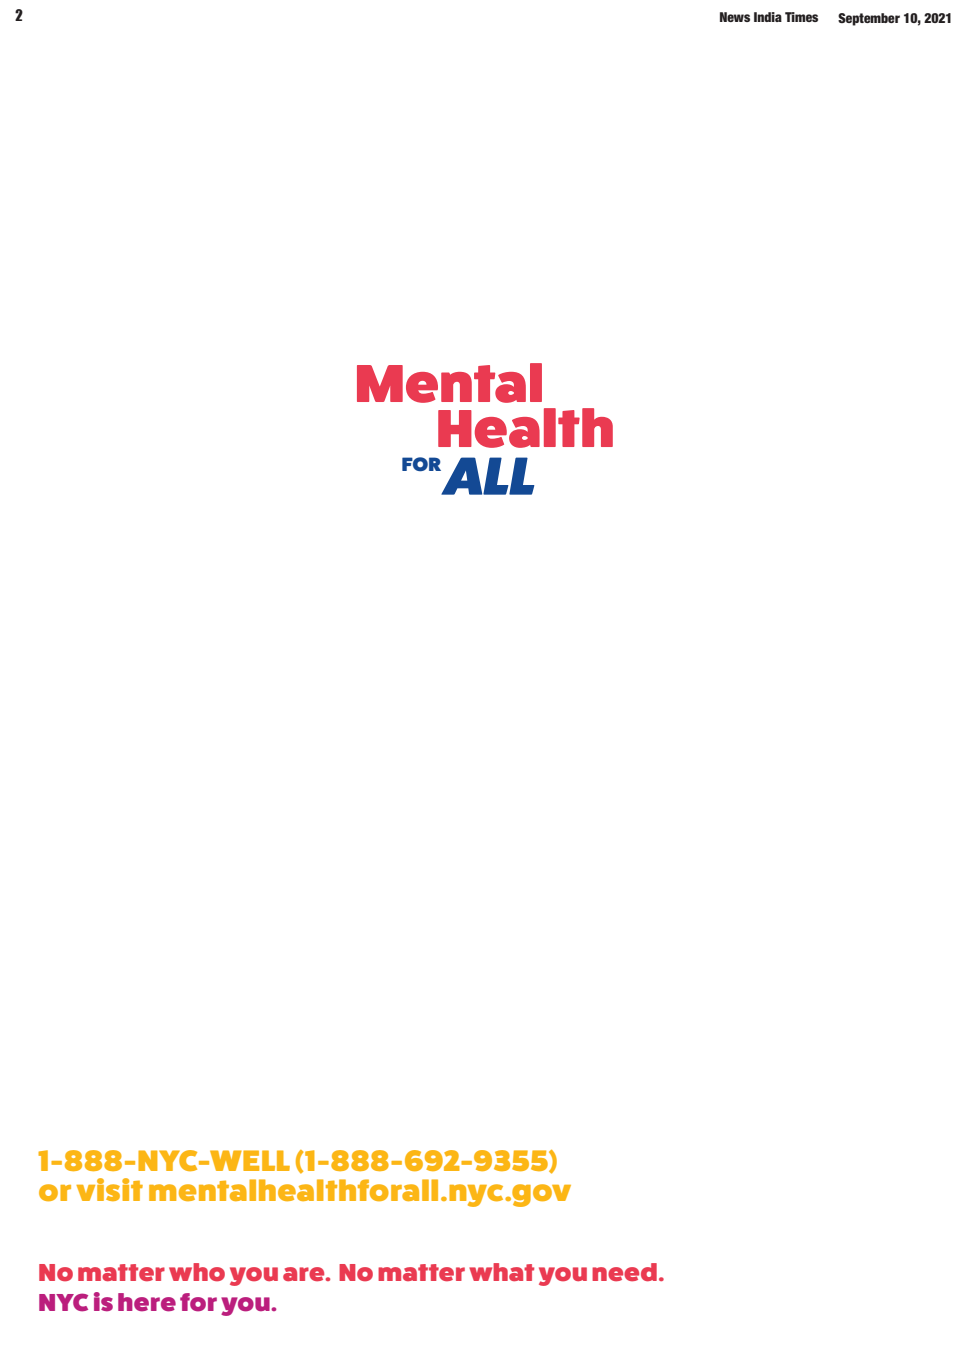 2
News India Times September 10, 2021
Mental
Health
FOR ALL
1-888-NYC-WELL (1-888-692-9355)
or visit mentalhealthforall.nyc.gov
No matter who you are. No matter what you need.
NYC is here for you.